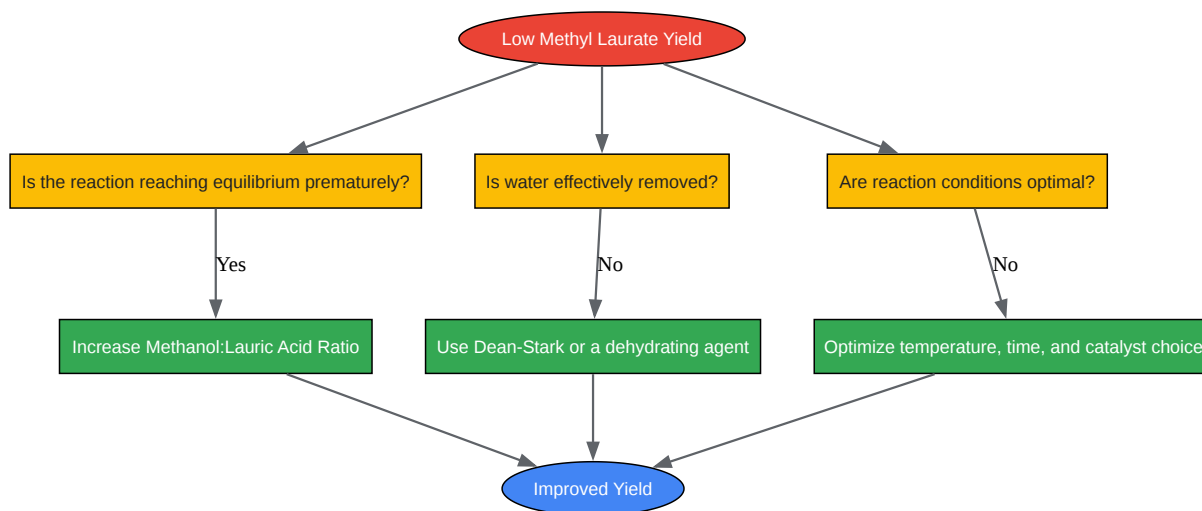 Low Methyl Laurate Yield
Is the reaction reaching equilibrium prematurely?
Is water effectively removed?
Are reaction conditions optimal?
Yes
No
No
Increase Methanol:Lauric Acid Ratio
Use Dean-Stark or a dehydrating agent
Optimize temperature, time, and catalyst choice
Improved Yield